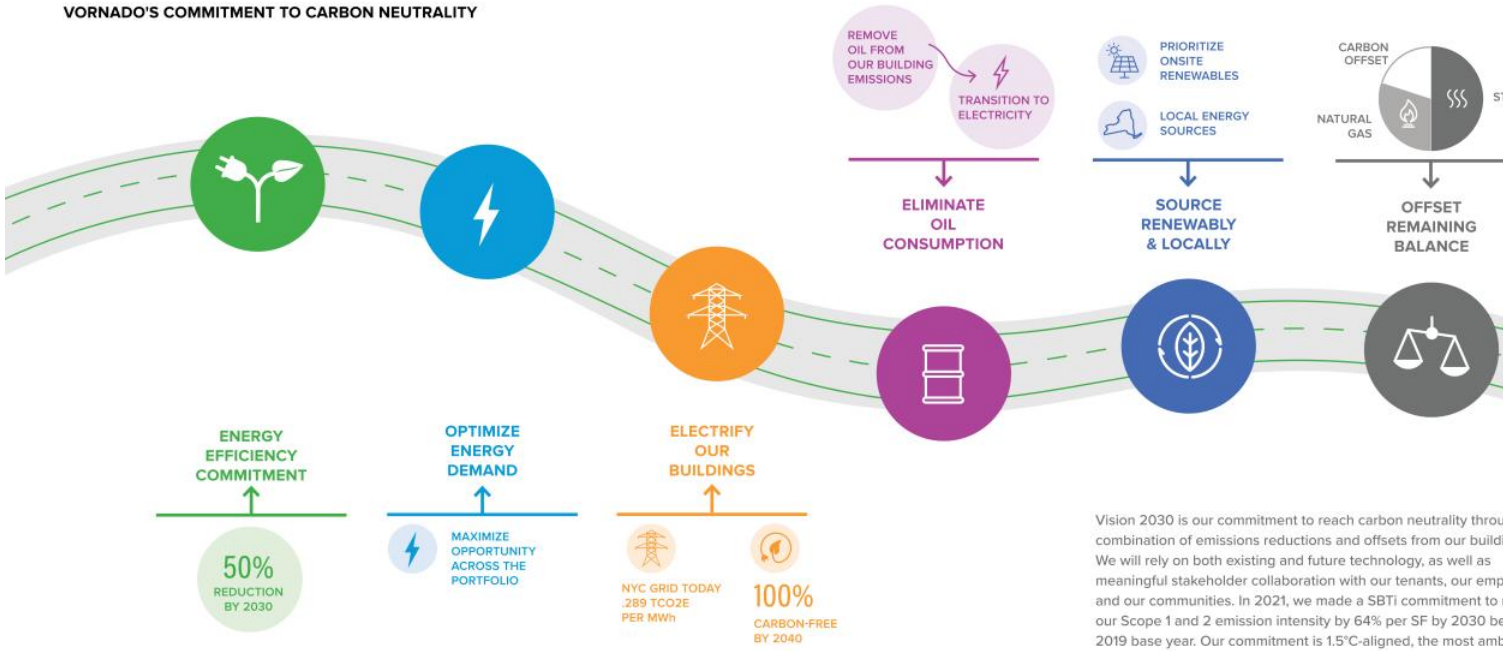 VORNADO'S COMMITMENT TO CARBON NEUTRALITY
REMOVE
OIL FROM
OUR BUILDING
EMISSIONS
TRANSITION TO
ELECTRICITY
ELIMINATE
OIL
CONSUMPTION
PRIORITIZE
ONSITE
RENEWABLES
LOCAL ENERGY
SOURCES
SOURCE
RENEWABLY
& LOCALLY
CARBON
OFFSET
NATURAL
GAS
OFFSET
REMAINING
BALANCE
ENERGY
EFFICIENCY
COMMITMENT
50%
REDUCTION
BY 2030
OPTIMIZE
ENERGY
DEMAND
MAXIMIZE
OPPORTUNITY
ACROSS THE
PORTFOLIO
ELECTRIFY
OUR
BUILDINGS
NYC GRID TODAY
.289 TCO2E
PER MWh
100%
CARBON-FREE
BY 2040
Vision 2030 is our commitment to reach carbon neutrality
combination of emissions reductions and offsets from our
We will rely on both existing and future technology, as well as
meaningful stakeholder collaboration with our tenants, our
and our communities. In 2021, we made a SBTi commitment to
our Scope 1 and 2 emission intensity by 64% per SF by 2030
2019 base year. Our commitment is 1.5°C-aligned, the most